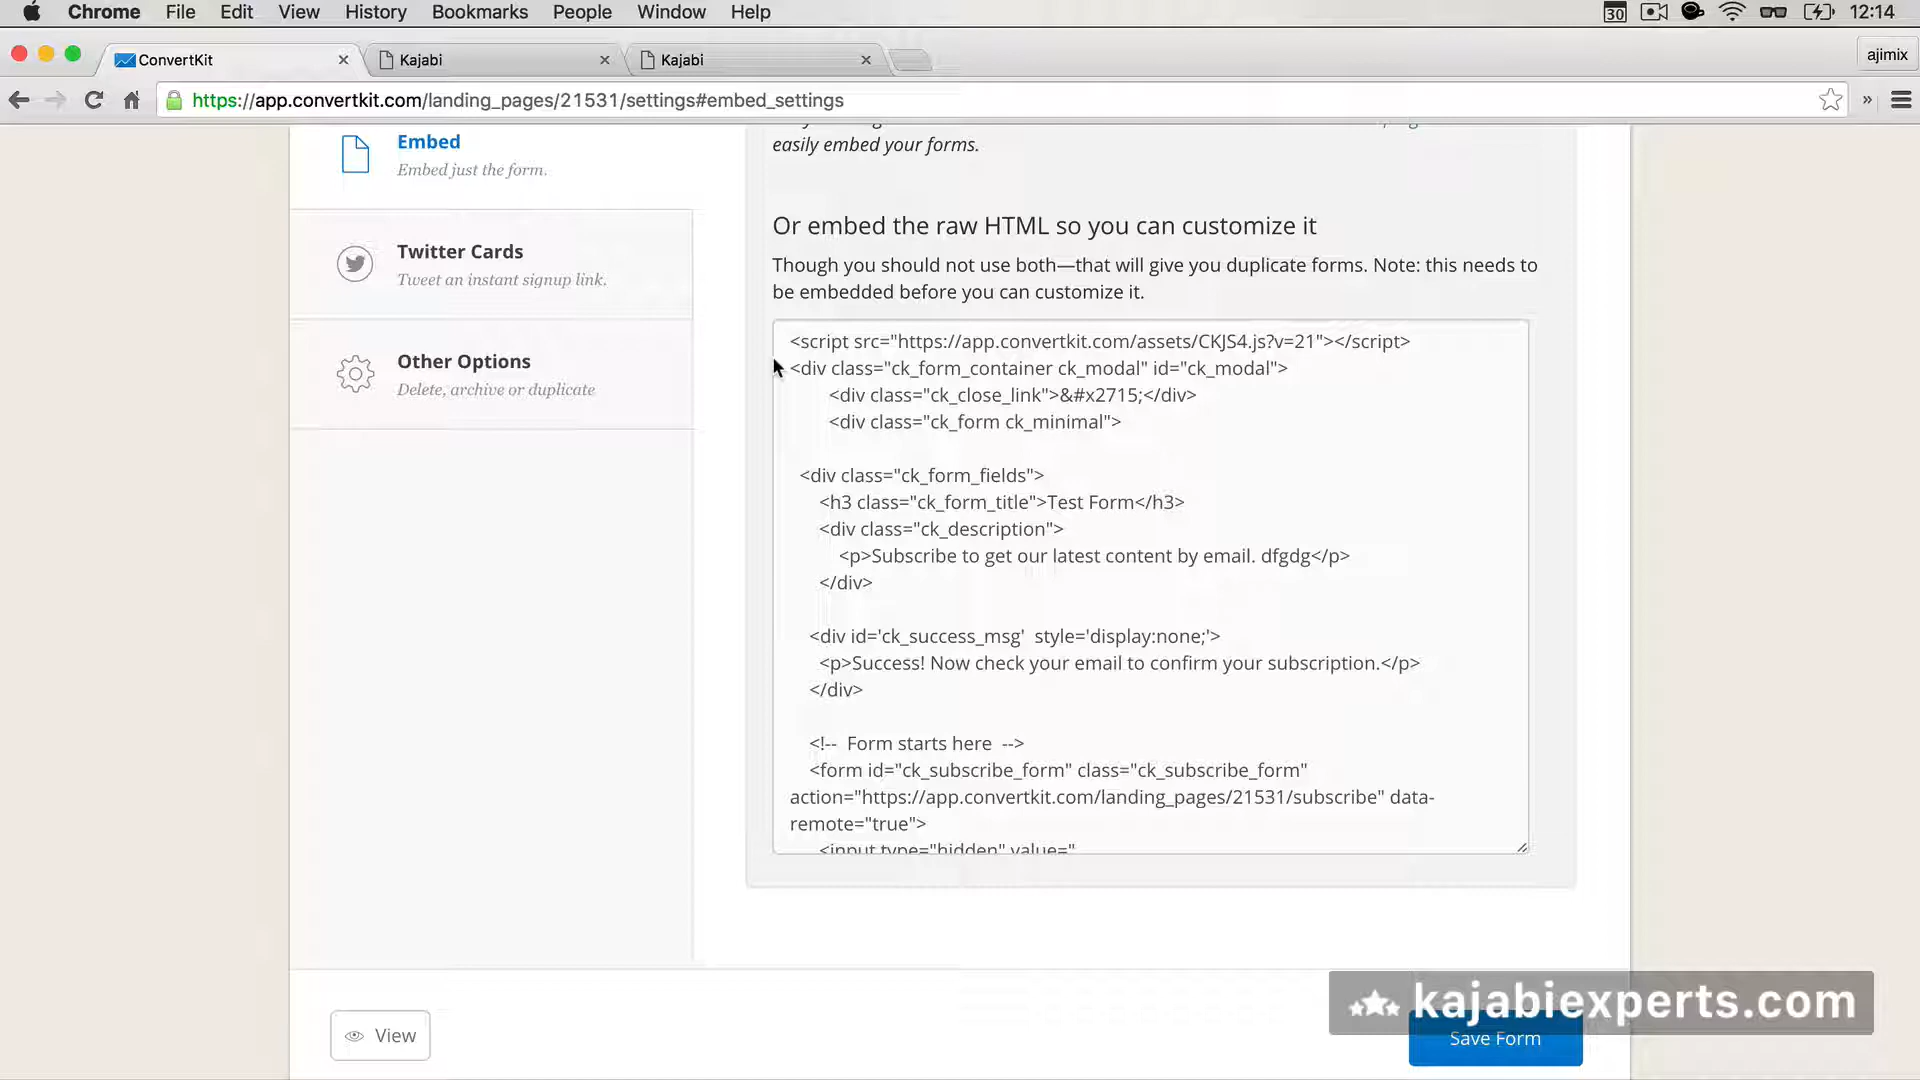 Chrome File Edit View History Bookmarks People Window Help 30 12:14
ConvertKit Kajabi Kajabi ajimix
https://app.convertkit.com/landing_pages/21531/settings#embed_settings
Embed
Embed just the form.
easily embed your forms.
Or embed the raw HTML so you can customize it
Twitter Cards
Tweet an instant signup link.
Though you should not use both—that will give you duplicate forms. Note: this needs to
be embedded before you can customize it.
Other Options
Delete, archive or duplicate
<script src="https://app.convertkit.com/assets/CKJS4.js?v=21"></script>
<div class="ck_form_container ck_modal" id="ck_modal">
<div class="ck_close_link">&#x2715;</div>
<div class="ck_form ck_minimal">
<div class="ck_form_fields">
<h3 class="ck_form_title">Test Form</h3>
<div class="ck_description">
<p>Subscribe to get our latest content by email. dfgdg</p>
</div>
<div id='ck_success_msg'  style='display:none;'>
<p>Success! Now check your email to confirm your subscription.</p>
</div>
<!--  Form starts here  -->
<form id="ck_subscribe_form" class="ck_subscribe_form"
action="https://app.convertkit.com/landing_pages/21531/subscribe" data-
remote="true">
<input type="hidden" value="
kajabiexperts.com
View
Save Form